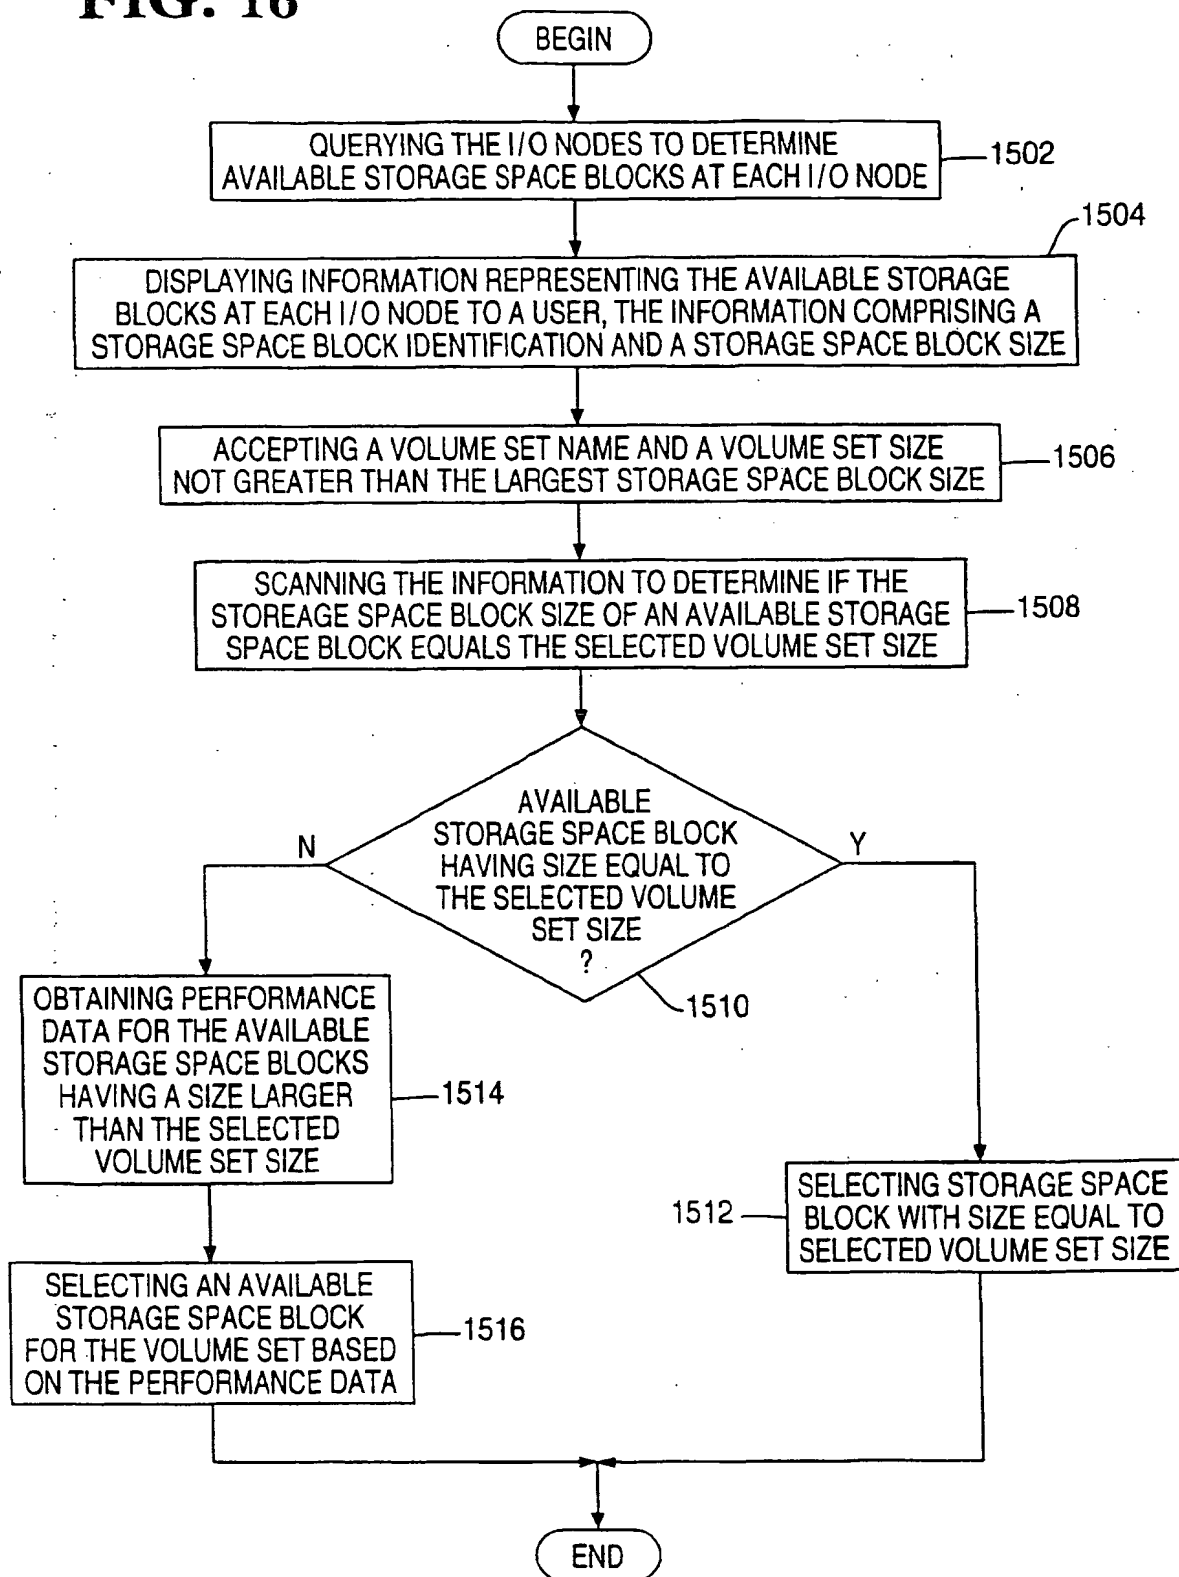 FIG. 16
BEGIN
QUERYING THE I/O NODES TO DETERMINE
AVAILABLE STORAGE SPACE BLOCKS AT EACH I/O NODE
1502
1504
DISPLAYING INFORMATION REPRESENTING THE AVAILABLE STORAGE
BLOCKS AT EACH I/O NODE TO A USER, THE INFORMATION COMPRISING A
STORAGE SPACE BLOCK IDENTIFICATION AND A STORAGE SPACE BLOCK SIZE
ACCEPTING A VOLUME SET NAME AND A VOLUME SET SIZE
NOT GREATER THAN THE LARGEST STORAGE SPACE BLOCK SIZE
1506
SCANNING THE INFORMATION TO DETERMINE IF THE
STOREAGE SPACE BLOCK SIZE OF AN AVAILABLE STORAGE
SPACE BLOCK EQUALS THE SELECTED VOLUME SET SIZE
1508
AVAILABLE
STORAGE SPACE BLOCK
HAVING SIZE EQUAL TO
THE SELECTED VOLUME
SET SIZE
?
N
Y
1510
OBTAINING PERFORMANCE
DATA FOR THE AVAILABLE
STORAGE SPACE BLOCKS
HAVING A SIZE LARGER
THAN THE SELECTED
VOLUME SET SIZE
1514
1512
SELECTING STORAGE SPACE
BLOCK WITH SIZE EQUAL TO
SELECTED VOLUME SET SIZE
SELECTING AN AVAILABLE
STORAGE SPACE BLOCK
FOR THE VOLUME SET BASED
ON THE PERFORMANCE DATA
1516
END